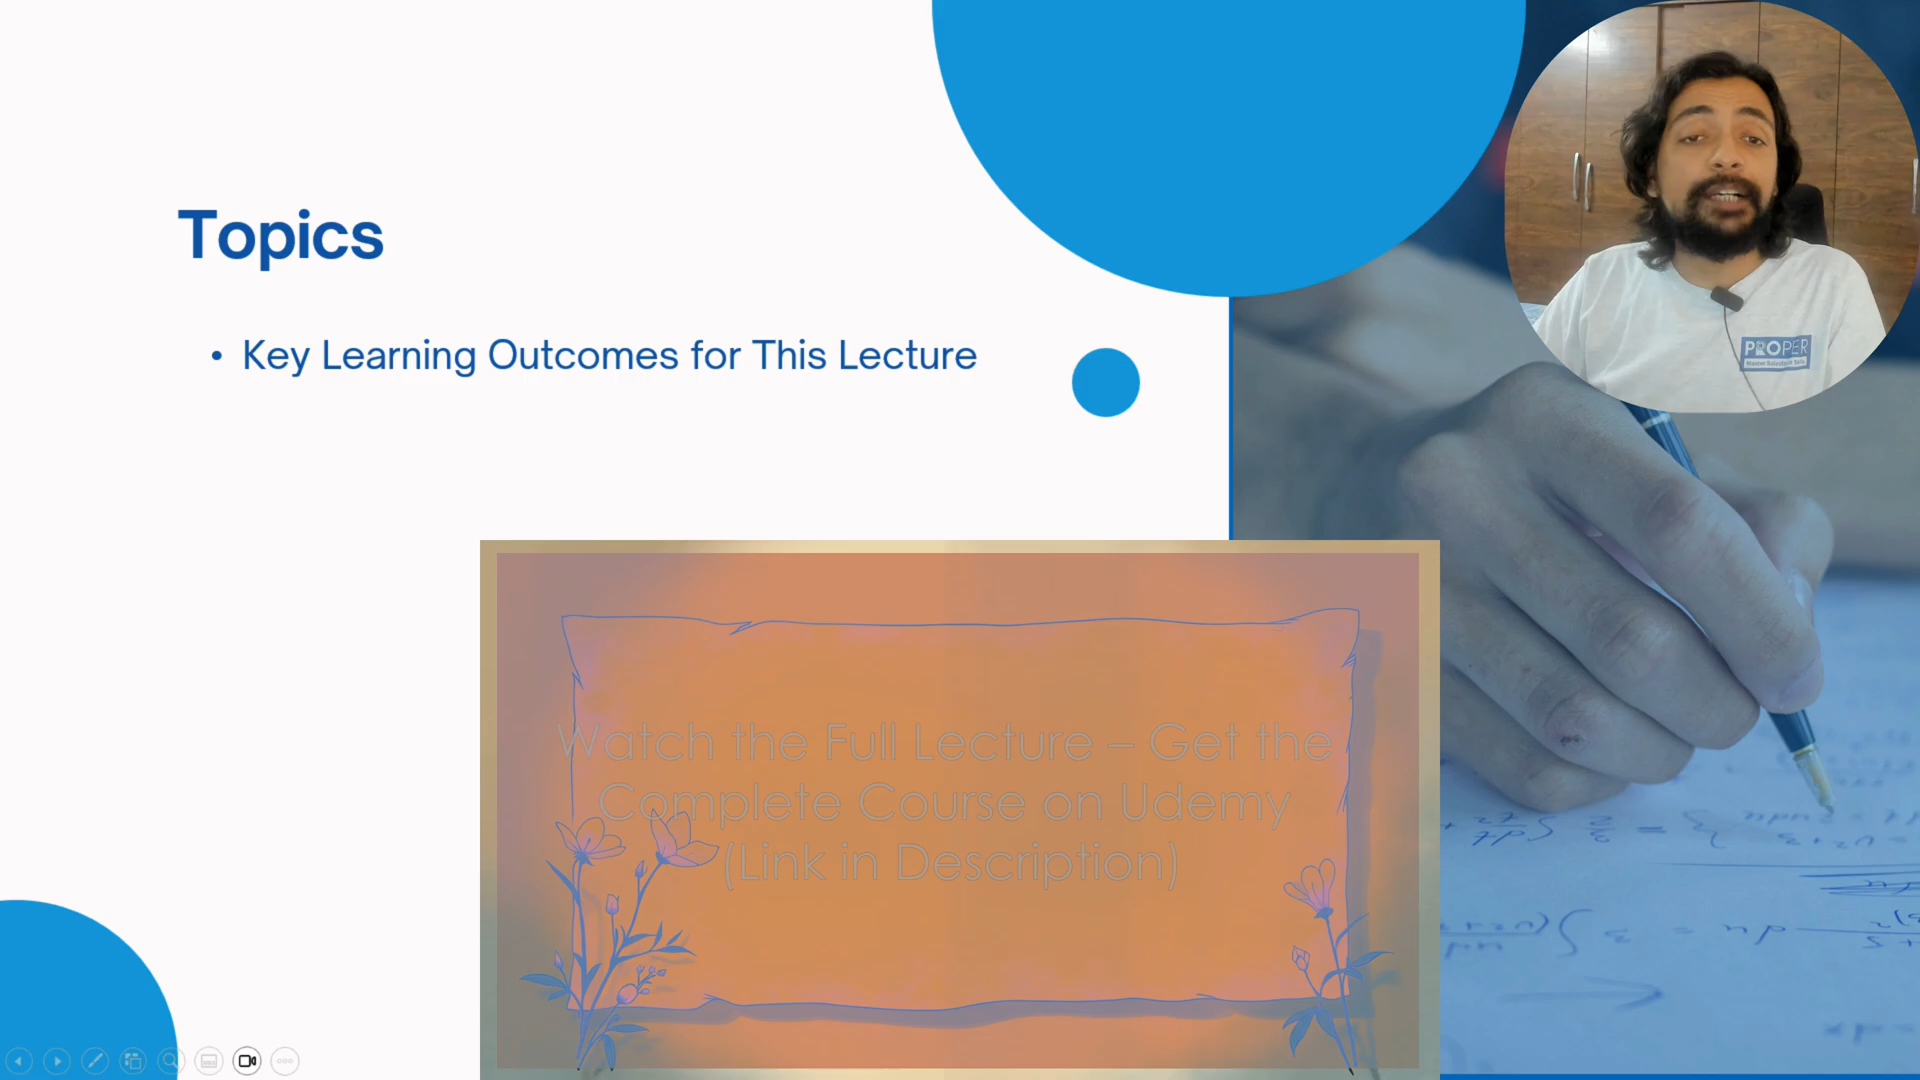 Topics
• Key Learning Outcomes for This Lecture
PROPER
Watch the Full Lecture – Get the
Complete Course on Udemy
(Link in Description)